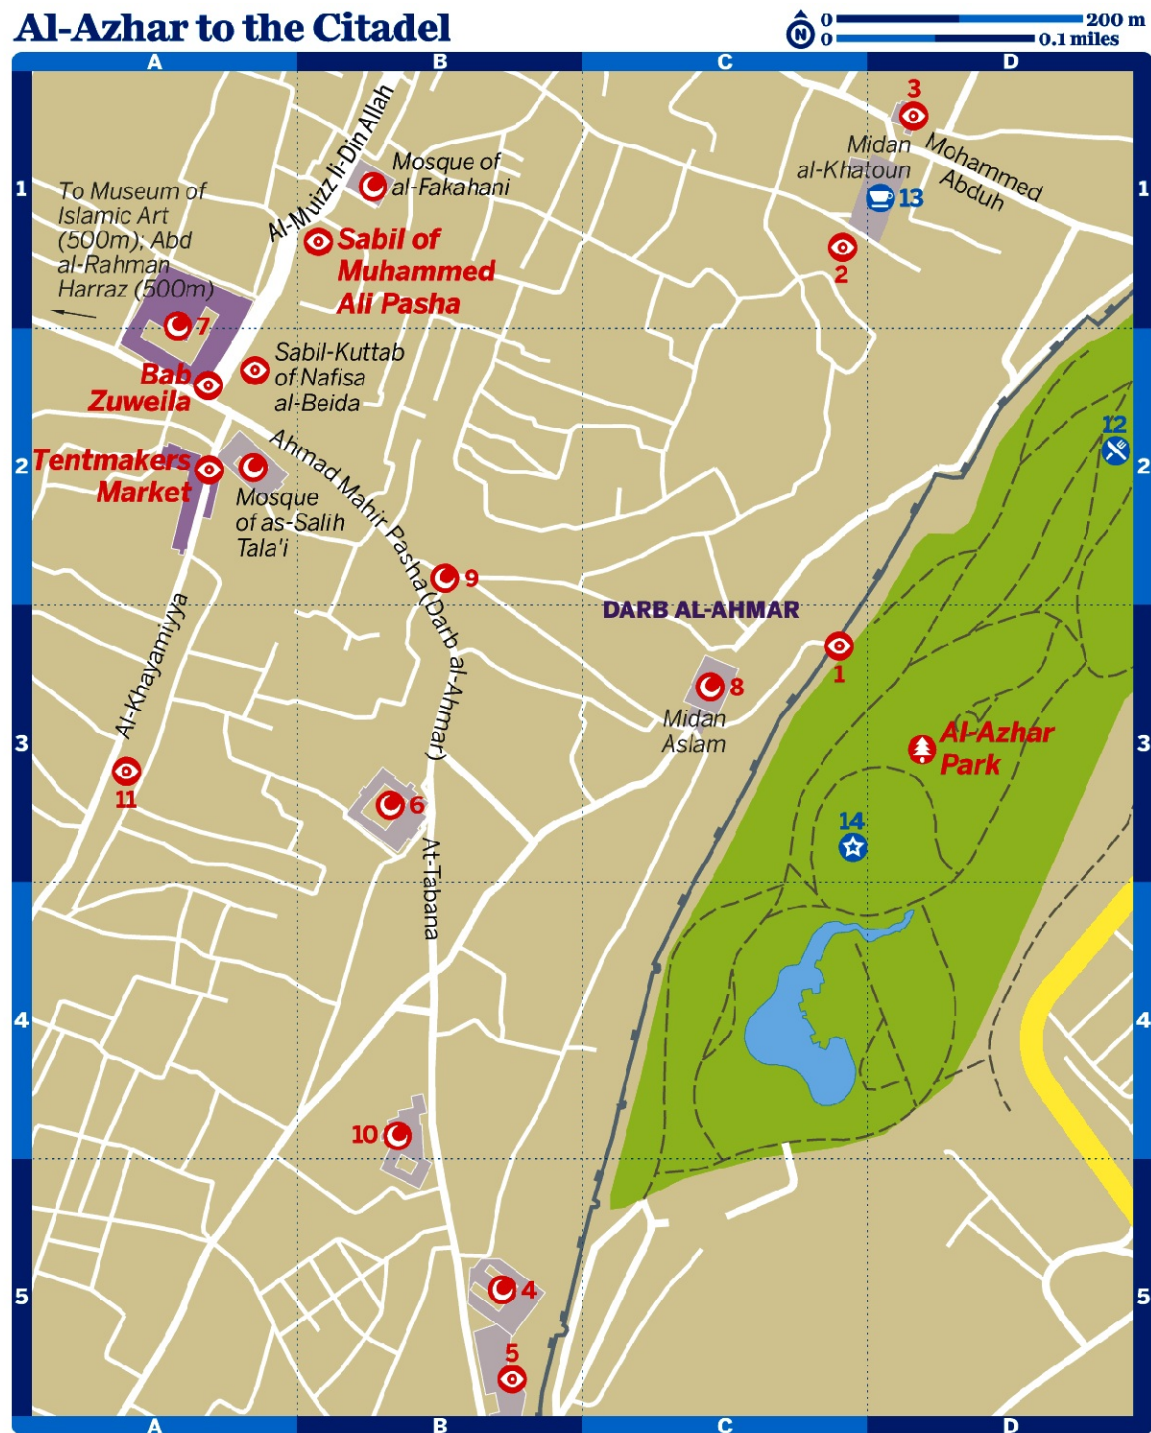 Al-Azhar to the Citadel
N
0 200 m
0 0.1 miles
A B C D
1
2
3
4
5
1
2
3
4
5
A B C D
3
Midan
al-Khatoun
Mohammed
Abduh
13
2
Al-Muizz li-Din Allah
Mosque of
al-Fakahani
To Museum of
Islamic Art
(500m); Abd
al-Rahman
Harraz (500m)
Sabil of
Muhammed
Ali Pasha
7
Bab
Zuweila
Sabil-Kuttab
of Nafisa
al-Beida
12
Tentmakers
Market
Mosque
of as-Salih
Tala'i
Ahmad Mahir Pasha (Darb al-Ahmar)
9
DARB AL-AHMAR
1
8
Midan
Aslam
Al-Khayamiyya
Al-Azhar
Park
11
6
14
At-Tabana
10
4
5